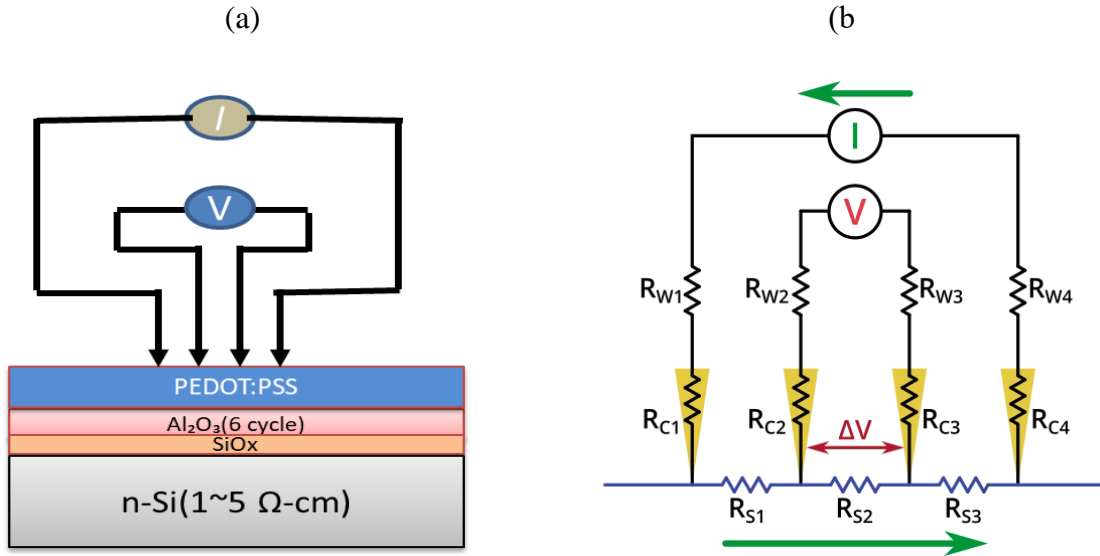 (a)
(b
I
V
PEDOT:PSS
Al₂O₃(6 cycle)
SiOx
n-Si(1~5 Ω-cm)
I
V
RW1 RW2 RW3 RW4
RC1 RC2 RC3 RC4
ΔV
RS1 RS2 RS3